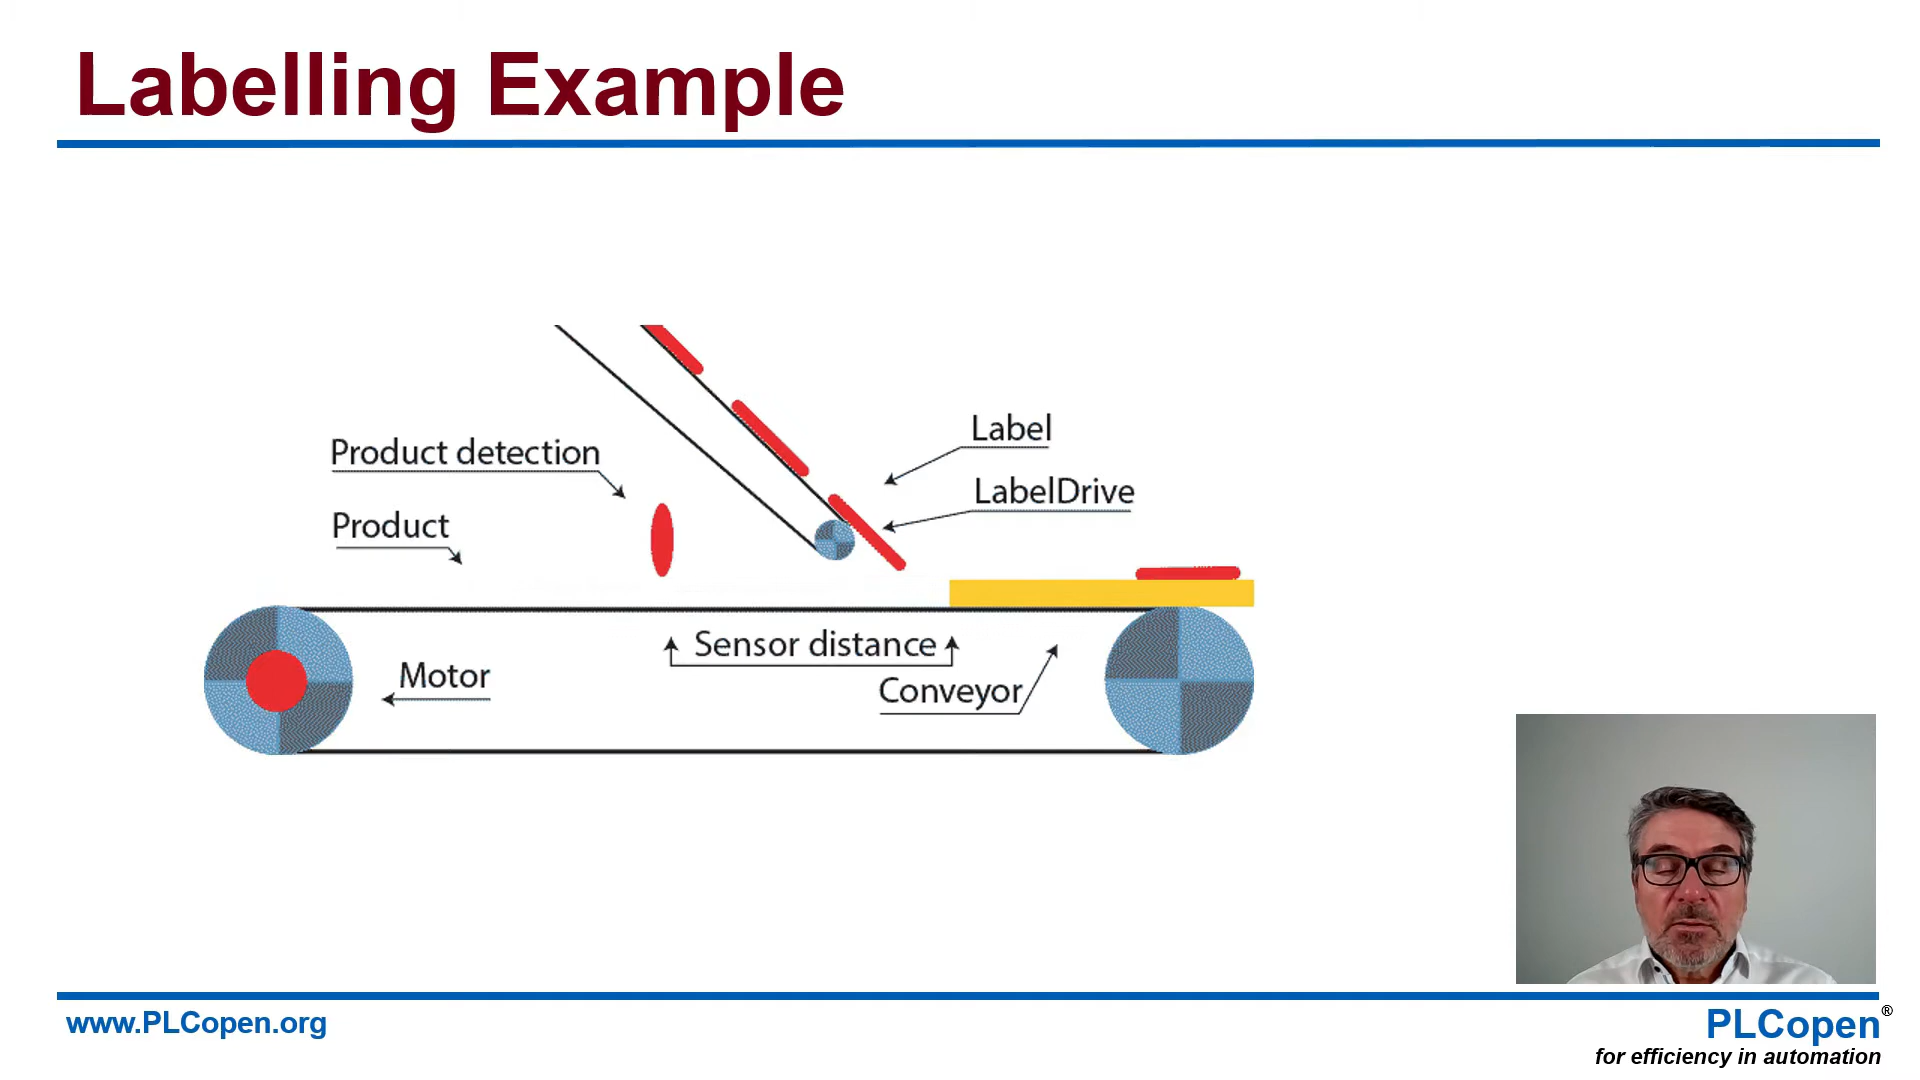 Labelling Example
Product detection
Product
Label
LabelDrive
Sensor distance
Motor
Conveyor
www.PLCopen.org
PLCopen®
for efficiency in automation